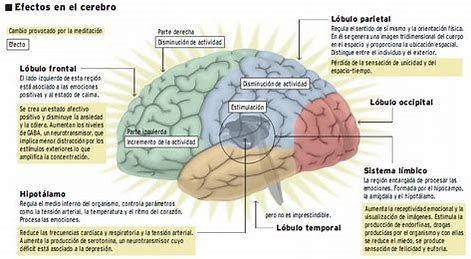 Efectos en el cerebro
Cambio provocado por la meditación
Efecto
Parte derecha
Disminución de actividad
Lóbulo parietal
Regula el sentido de sí mismo y la orientación física.
En él se genera una imagen tridimensional del cuerpo
en el espacio y proporciona la ubicación espacial.
Distingue entre el individuo y el exterior.
Pérdida de la sensación de unicidad y del
espacio-tiempo.
Lóbulo frontal
El lado izquierdo de esta región
está asociado a las emociones
positivas y al estado de calma.
Se crea un estado afectivo
positivo y disminuye la ansiedad
y la cólera. Aumentan los niveles
de GABA, un neurotransmisor, que
implica menor distracción por los
estímulos exteriores lo que
amplifica la concentración.
Disminución de actividad
Estimulación
Parte izquierda
Incremento de la actividad
Lóbulo occipital
Sistema límbico
La región encargada de procesar las
emociones. Formada por el hipocampo,
la amígdala y el hipotálamo.
Aumenta la receptividad emocional y la
visualización de imágenes. Estimula la
producción de endorfinas, drogas
producidas por el organismo y con ellas
se reduce el miedo, se produce
sensación de felicidad y euforia.
Hipotálamo
Regula el medio interno del organismo, controla parámetros
como la tensión arterial, la temperatura y el ritmo del corazón.
Procesa las emociones.
Reduce las frecuencias cardíaca y respiratoria y la tensión arterial.
Aumenta la producción de serotonina, un neurotransmisor cuyo
déficit está asociado a la depresión.
pero no es imprescindible.
Lóbulo temporal